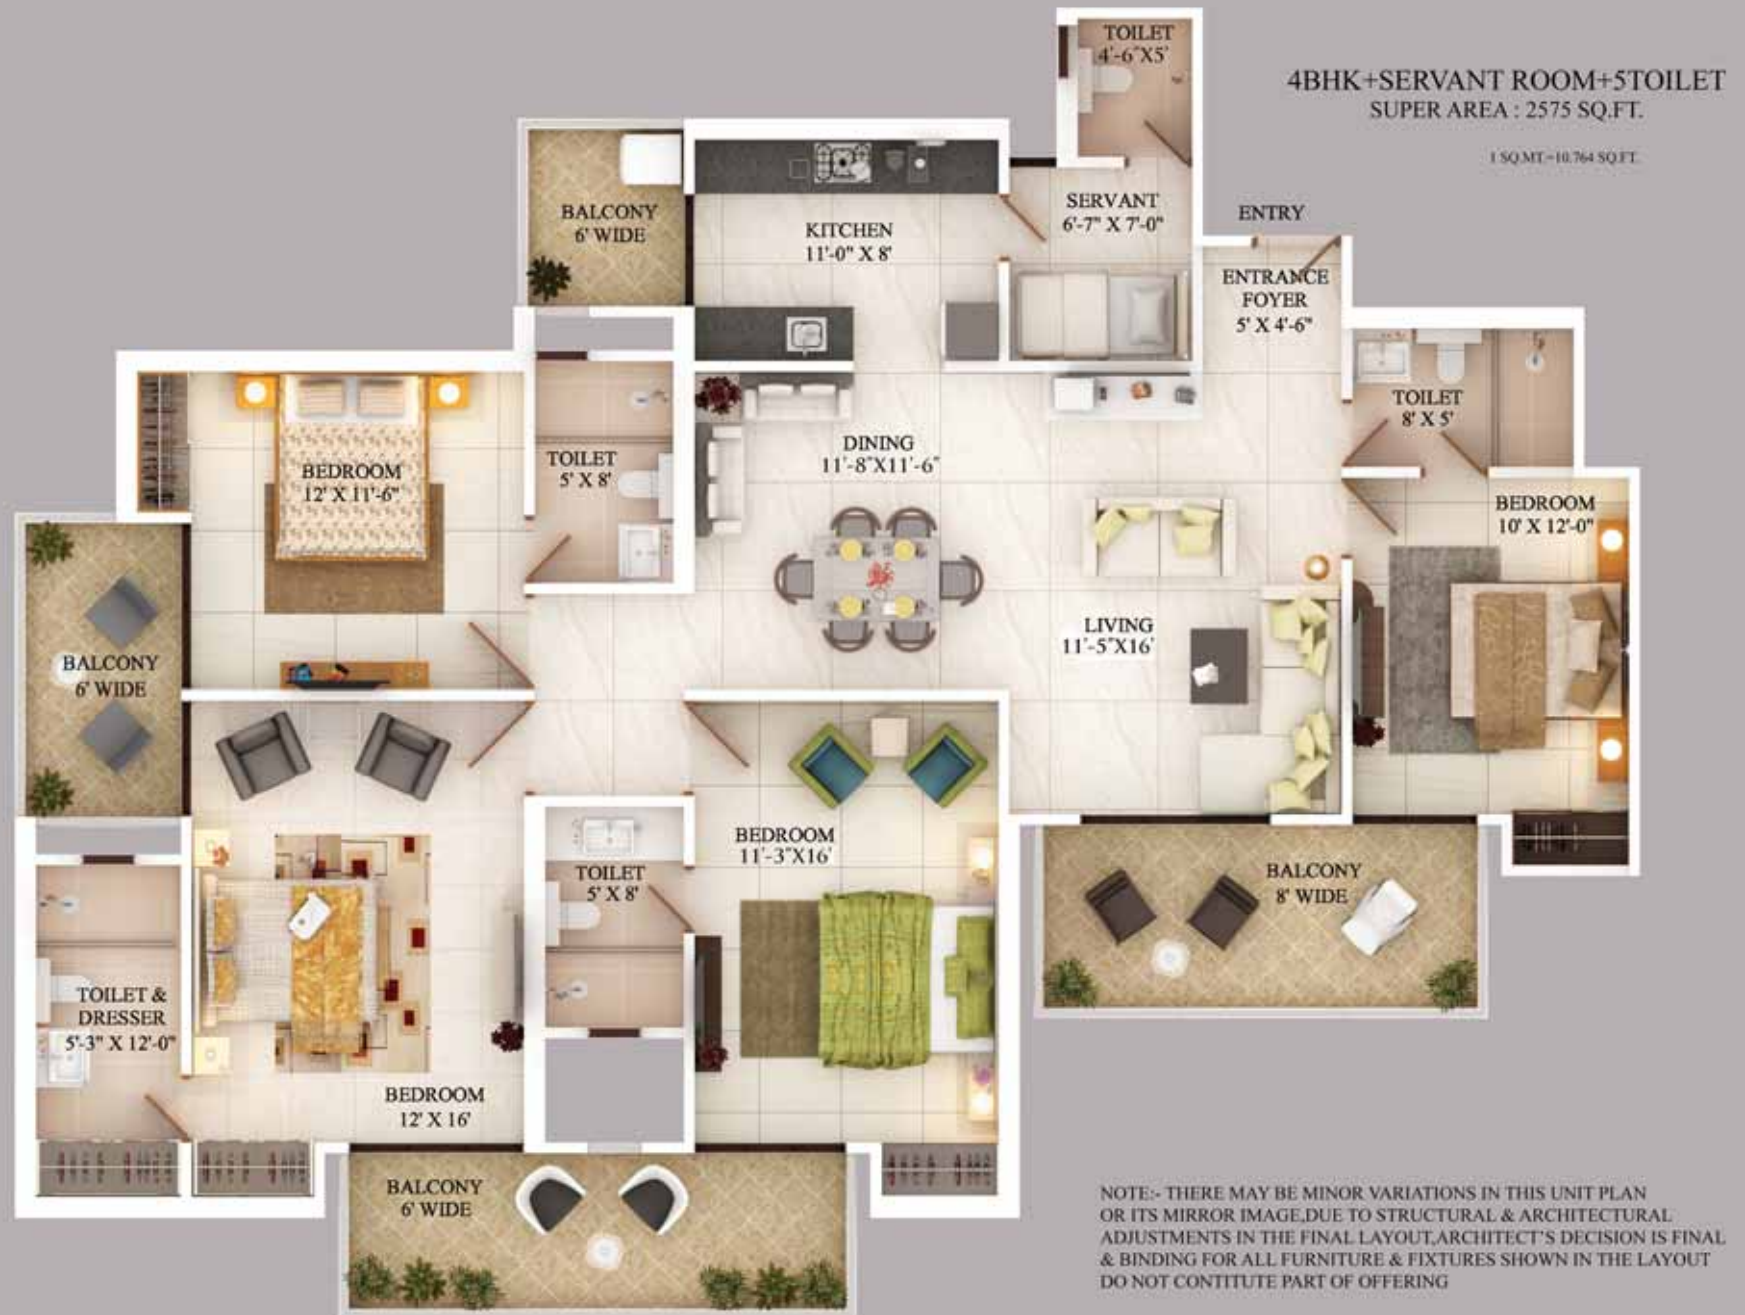 TOILET
4'-6"X5'
4BHK+SERVANT ROOM+5TOILET
SUPER AREA : 2575 SQ.FT.
1 SQ.MT.=10.764 SQ.FT.
BALCONY
6' WIDE
KITCHEN
11'-0" X 8'
SERVANT
6'-7" X 7'-0"
ENTRY
ENTRANCE
FOYER
5' X 4'-6"
TOILET
8' X 5'
BEDROOM
12' X 11'-6"
TOILET
5' X 8'
DINING
11'-8"X11'-6"
BEDROOM
10' X 12'-0"
BALCONY
6' WIDE
LIVING
11'-5"X16'
BEDROOM
11'-3"X16'
TOILET
5' X 8'
BALCONY
8' WIDE
TOILET &
DRESSER
5'-3" X 12'-0"
BEDROOM
12' X 16'
BALCONY
6' WIDE
NOTE:- THERE MAY BE MINOR VARIATIONS IN THIS UNIT PLAN
OR ITS MIRROR IMAGE,DUE TO STRUCTURAL & ARCHITECTURAL
ADJUSTMENTS IN THE FINAL LAYOUT,ARCHITECT'S DECISION IS FINAL
& BINDING FOR ALL FURNITURE & FIXTURES SHOWN IN THE LAYOUT
DO NOT CONTITUTE PART OF OFFERING